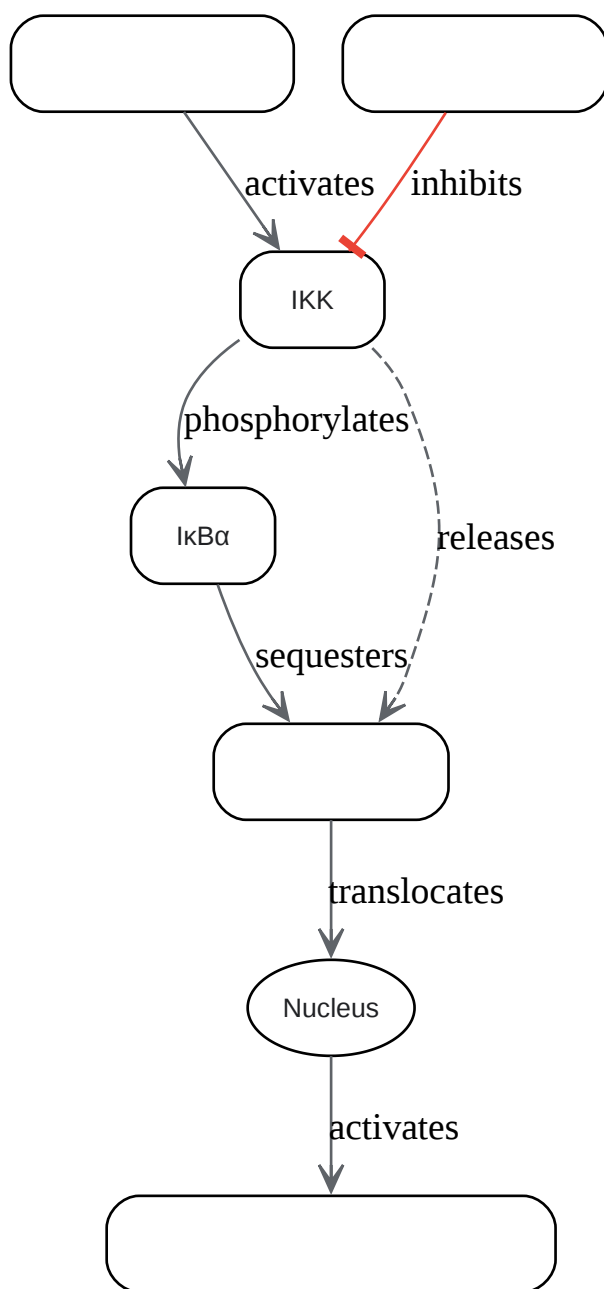 activates
inhibits
IKK
phosphorylates
IκBα
releases
sequesters
translocates
Nucleus
activates